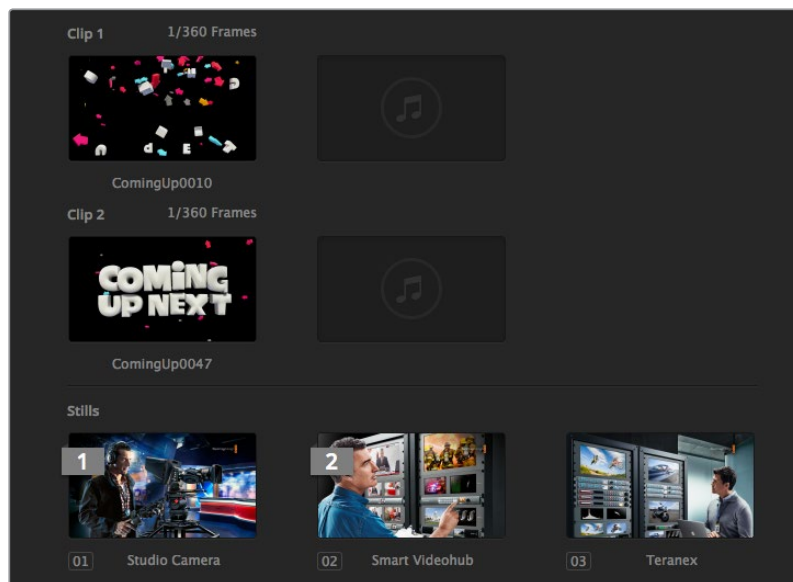 Clip 1
1/360 Frames
ComingUp0010
Clip 2
1/360 Frames
COMING
UP NEXT
ComingUp0047
Stills
1
2
01
Studio Camera
02
Smart Videohub
03
Teranex